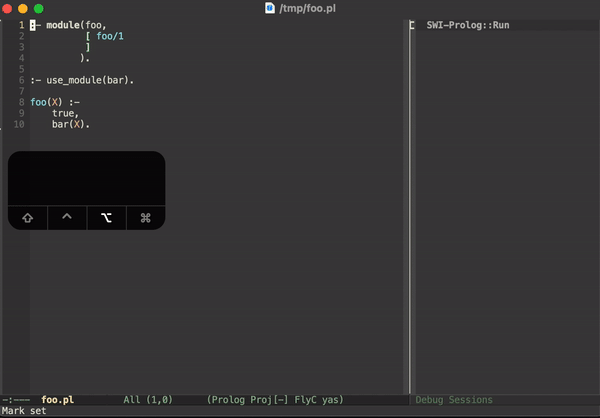 /tmp/foo.pl
1 :- module(foo,
2 [ foo/1
3 ]
4 ).
5
6 :- use_module(bar).
7
8 foo(X) :-
9 true,
10 bar(X).
SWI-Prolog::Run
⇧ ^ ⌥ ⌘
-:--- foo.pl All (1,0) (Prolog Proj[-] FlyC yas)
Debug Sessions
Mark set